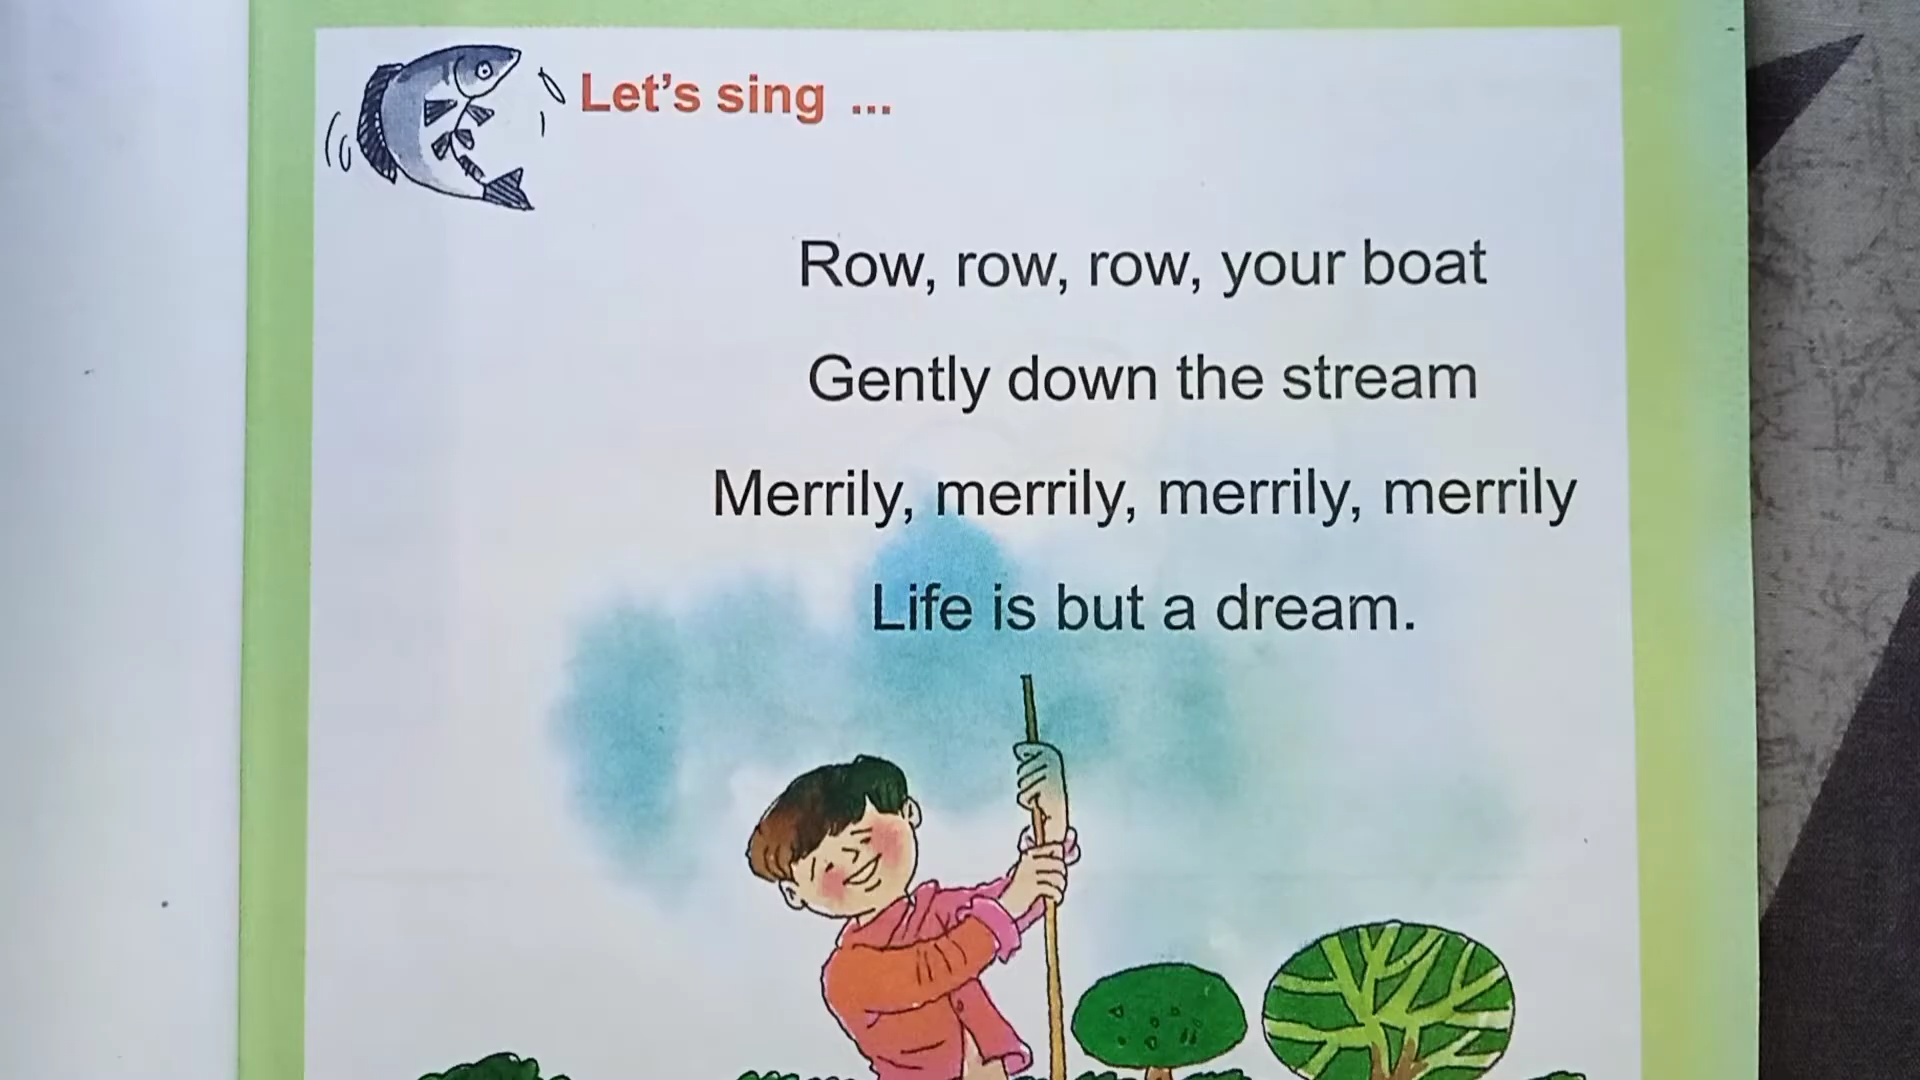 Let's sing ...
Row, row, row, your boat
Gently down the stream
Merrily, merrily, merrily, merrily
Life is but a dream.